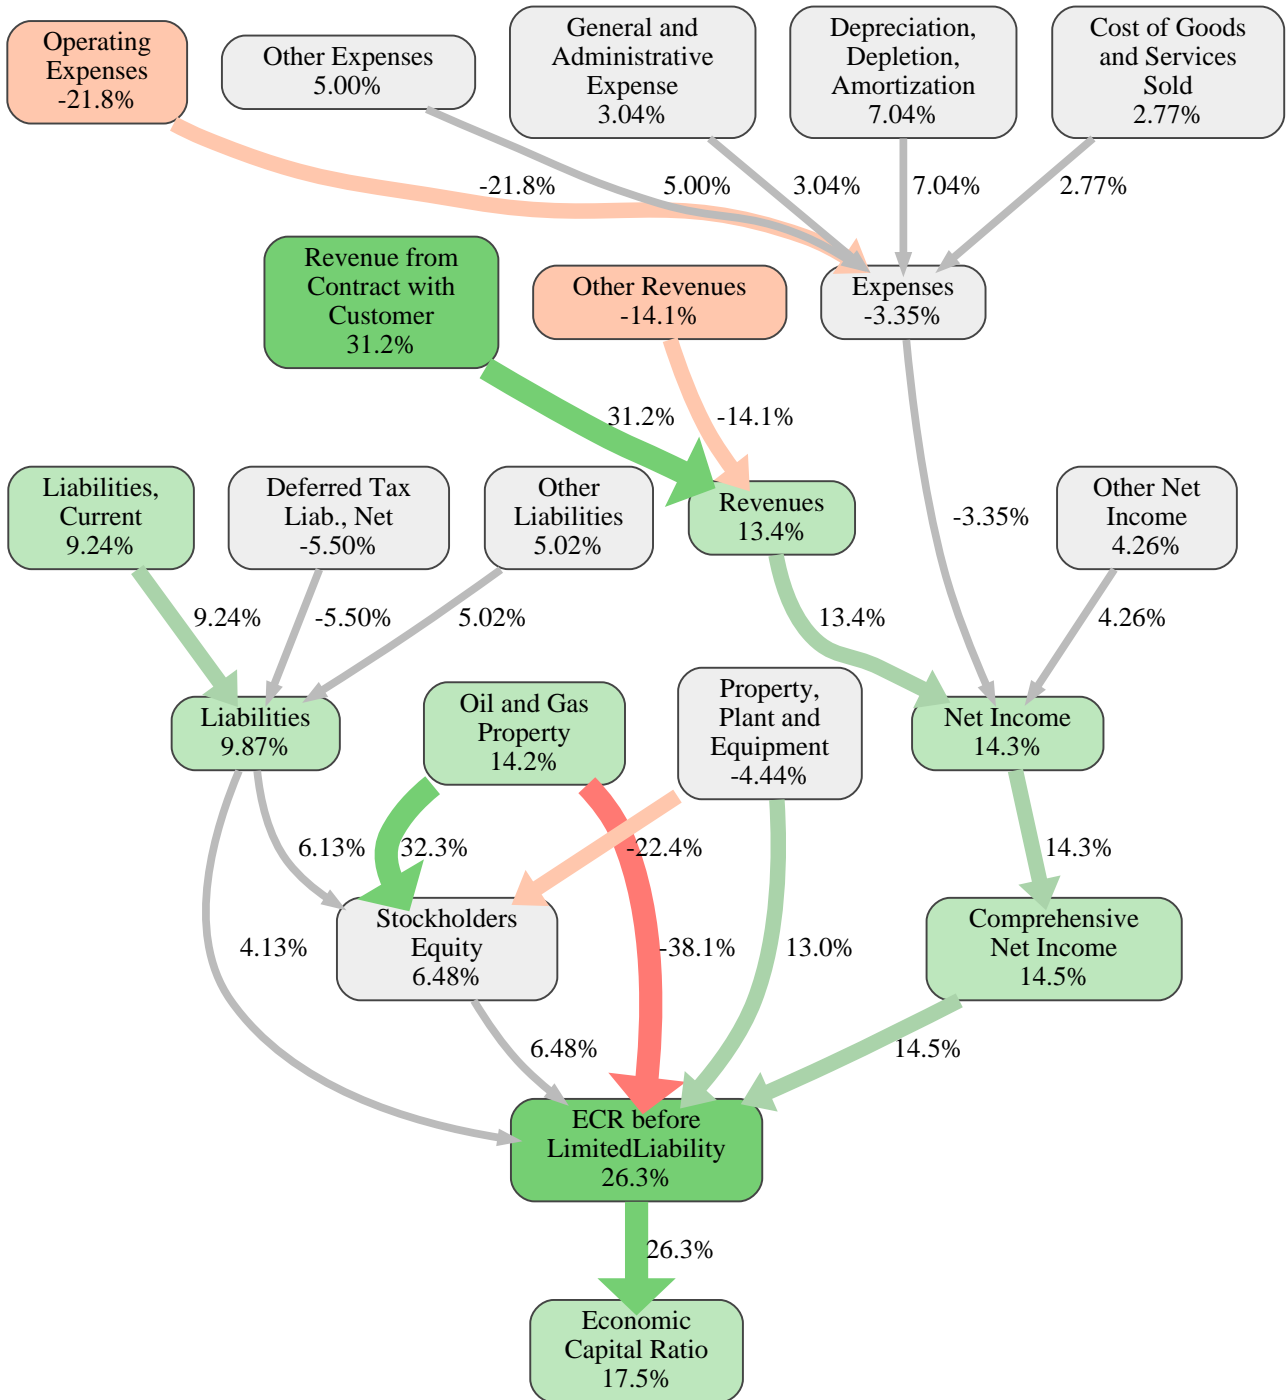 Operating
Expenses
-21.8%
Other Expenses
5.00%
General and
Administrative
Expense
3.04%
Depreciation,
Depletion,
Amortization
7.04%
Cost of Goods
and Services
Sold
2.77%
-21.8%
5.00%
3.04%
7.04%
2.77%
Revenue from
Contract with
Customer
31.2%
Other Revenues
-14.1%
Expenses
-3.35%
31.2%
-14.1%
Liabilities,
Current
9.24%
Deferred Tax
Liab., Net
-5.50%
Other
Liabilities
5.02%
Revenues
13.4%
-3.35%
Other Net
Income
4.26%
9.24%
-5.50%
5.02%
13.4%
4.26%
Liabilities
9.87%
Oil and Gas
Property
14.2%
Property,
Plant and
Equipment
-4.44%
Net Income
14.3%
6.13%
32.3%
-22.4%
14.3%
4.13%
Stockholders
Equity
6.48%
-38.1%
13.0%
Comprehensive
Net Income
14.5%
6.48%
14.5%
ECR before
LimitedLiability
26.3%
26.3%
Economic
Capital Ratio
17.5%